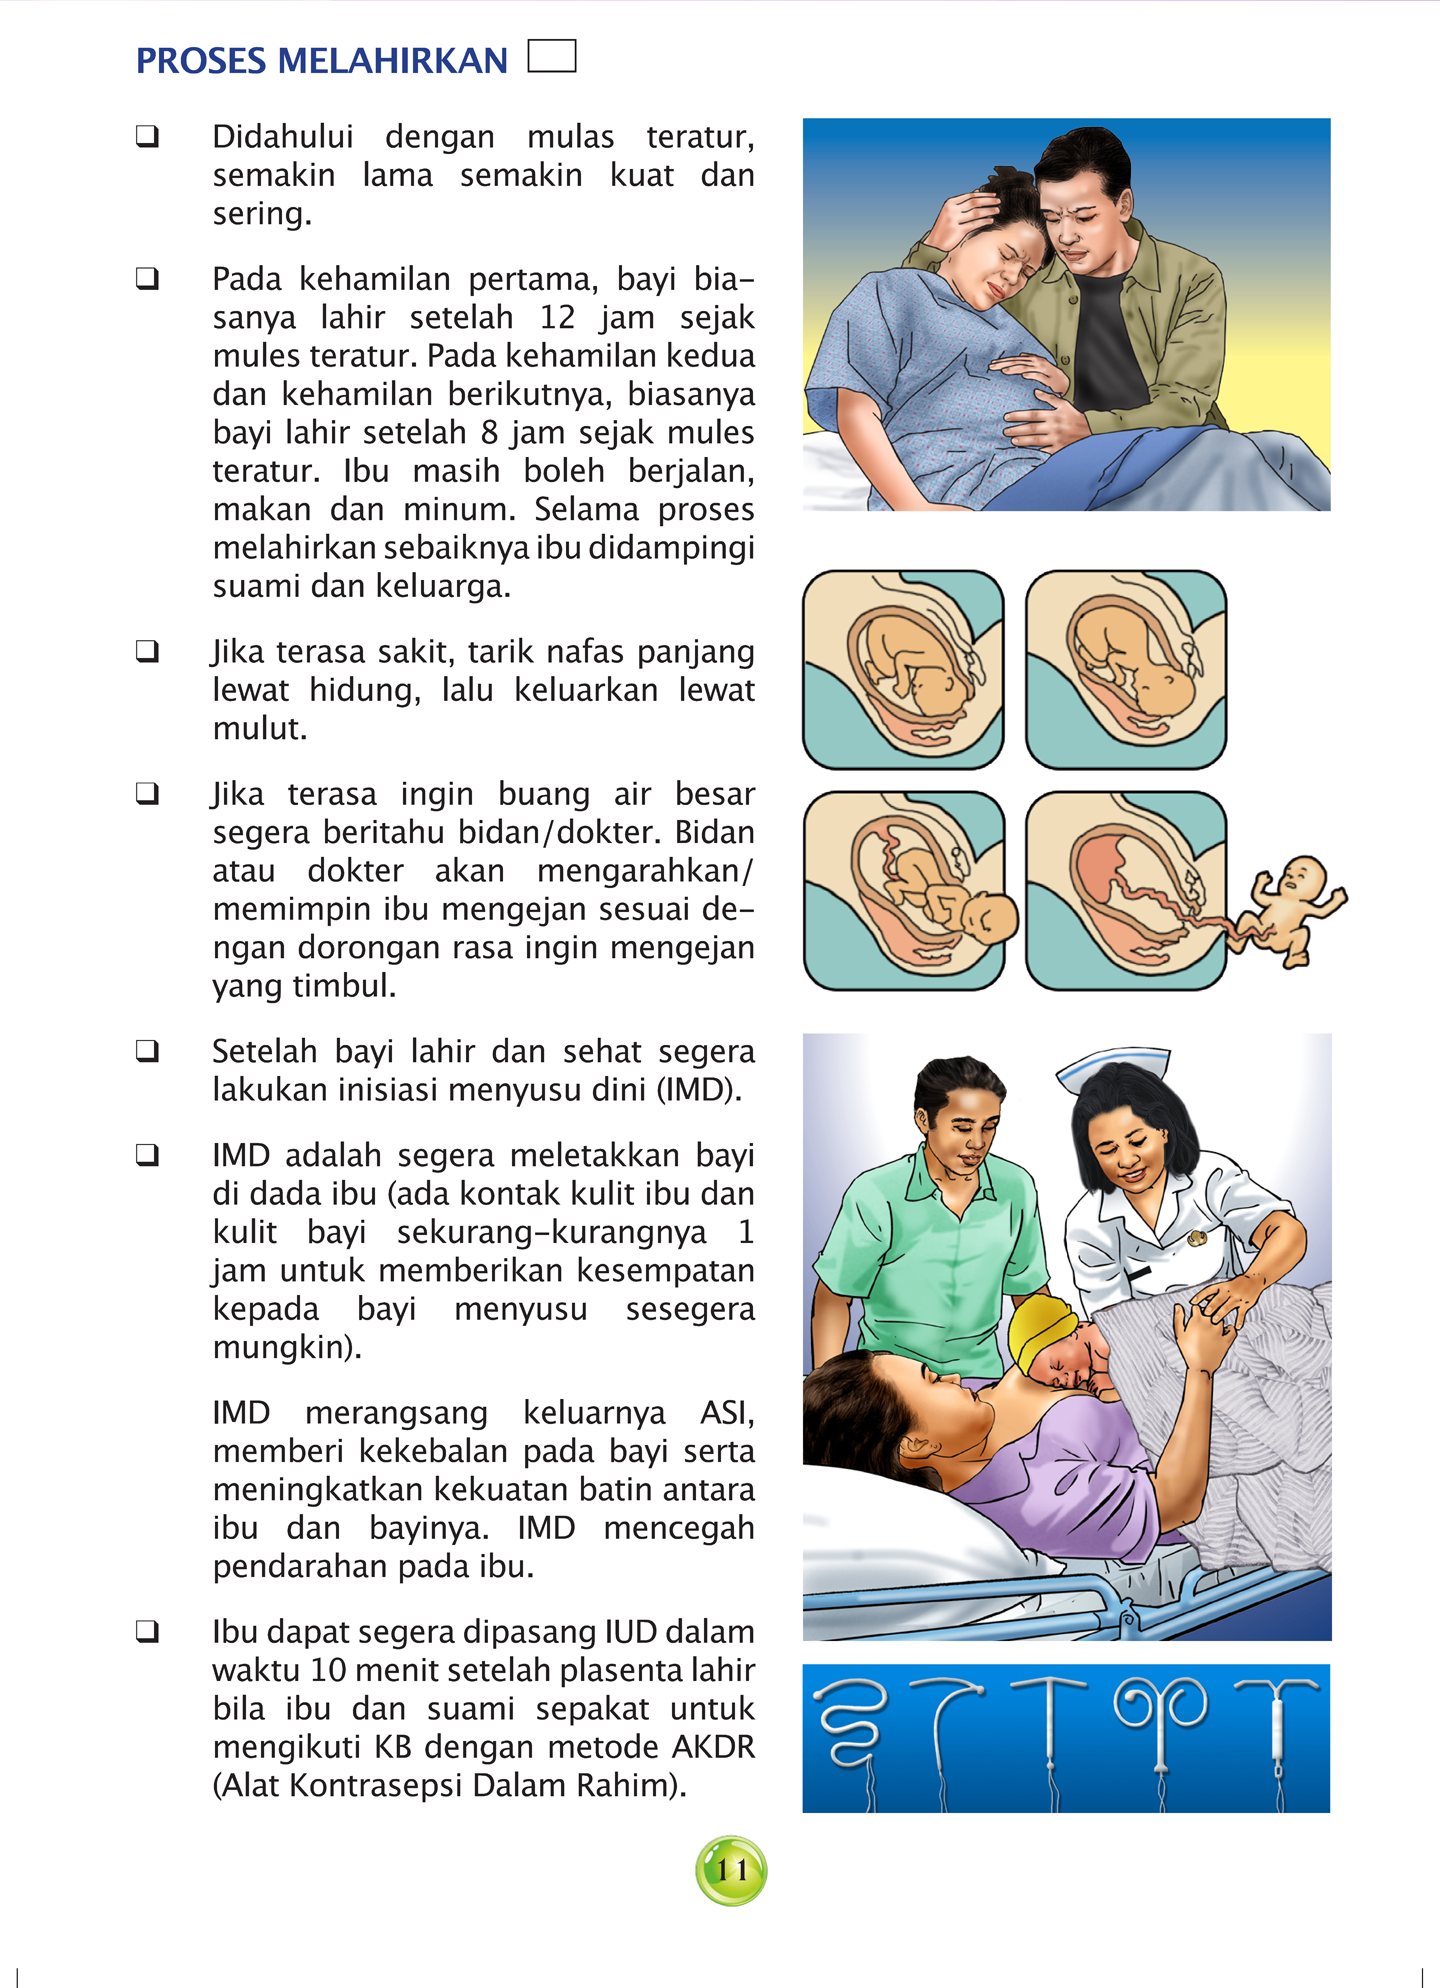 PROSES MELAHIRKAN
❑ Didahului dengan mulas teratur,
semakin lama semakin kuat dan
sering.
❑ Pada kehamilan pertama, bayi bia-
sanya lahir setelah 12 jam sejak
mules teratur. Pada kehamilan kedua
dan kehamilan berikutnya, biasanya
bayi lahir setelah 8 jam sejak mules
teratur. Ibu masih boleh berjalan,
makan dan minum. Selama proses
melahirkan sebaiknya ibu didampingi
suami dan keluarga.
❑ Jika terasa sakit, tarik nafas panjang
lewat hidung, lalu keluarkan lewat
mulut.
❑ Jika terasa ingin buang air besar
segera beritahu bidan/dokter. Bidan
atau dokter akan mengarahkan/
memimpin ibu mengejan sesuai de-
ngan dorongan rasa ingin mengejan
yang timbul.
❑ Setelah bayi lahir dan sehat segera
lakukan inisiasi menyusu dini (IMD).
❑ IMD adalah segera meletakkan bayi
di dada ibu (ada kontak kulit ibu dan
kulit bayi sekurang-kurangnya 1
jam untuk memberikan kesempatan
kepada bayi menyusu sesegera
mungkin).
IMD merangsang keluarnya ASI,
memberi kekebalan pada bayi serta
meningkatkan kekuatan batin antara
ibu dan bayinya. IMD mencegah
pendarahan pada ibu.
❑ Ibu dapat segera dipasang IUD dalam
waktu 10 menit setelah plasenta lahir
bila ibu dan suami sepakat untuk
mengikuti KB dengan metode AKDR
(Alat Kontrasepsi Dalam Rahim).
11